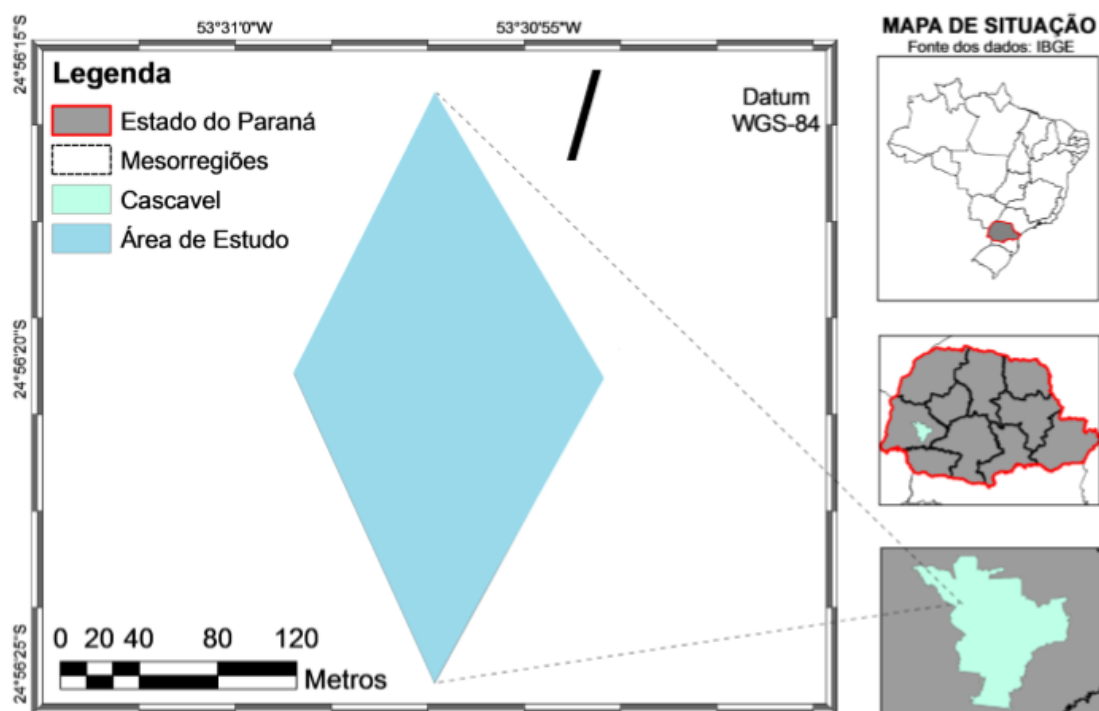 53°31'0"W
53°30'55"W
MAPA DE SITUAÇÃO
Fonte dos dados: IBGE
24°56'15"S
Legenda
Datum
WGS-84
Estado do Paraná
Mesorregiões
Cascavel
Área de Estudo
24°56'20"S
24°56'25"S
0 20 40 80 120
Metros